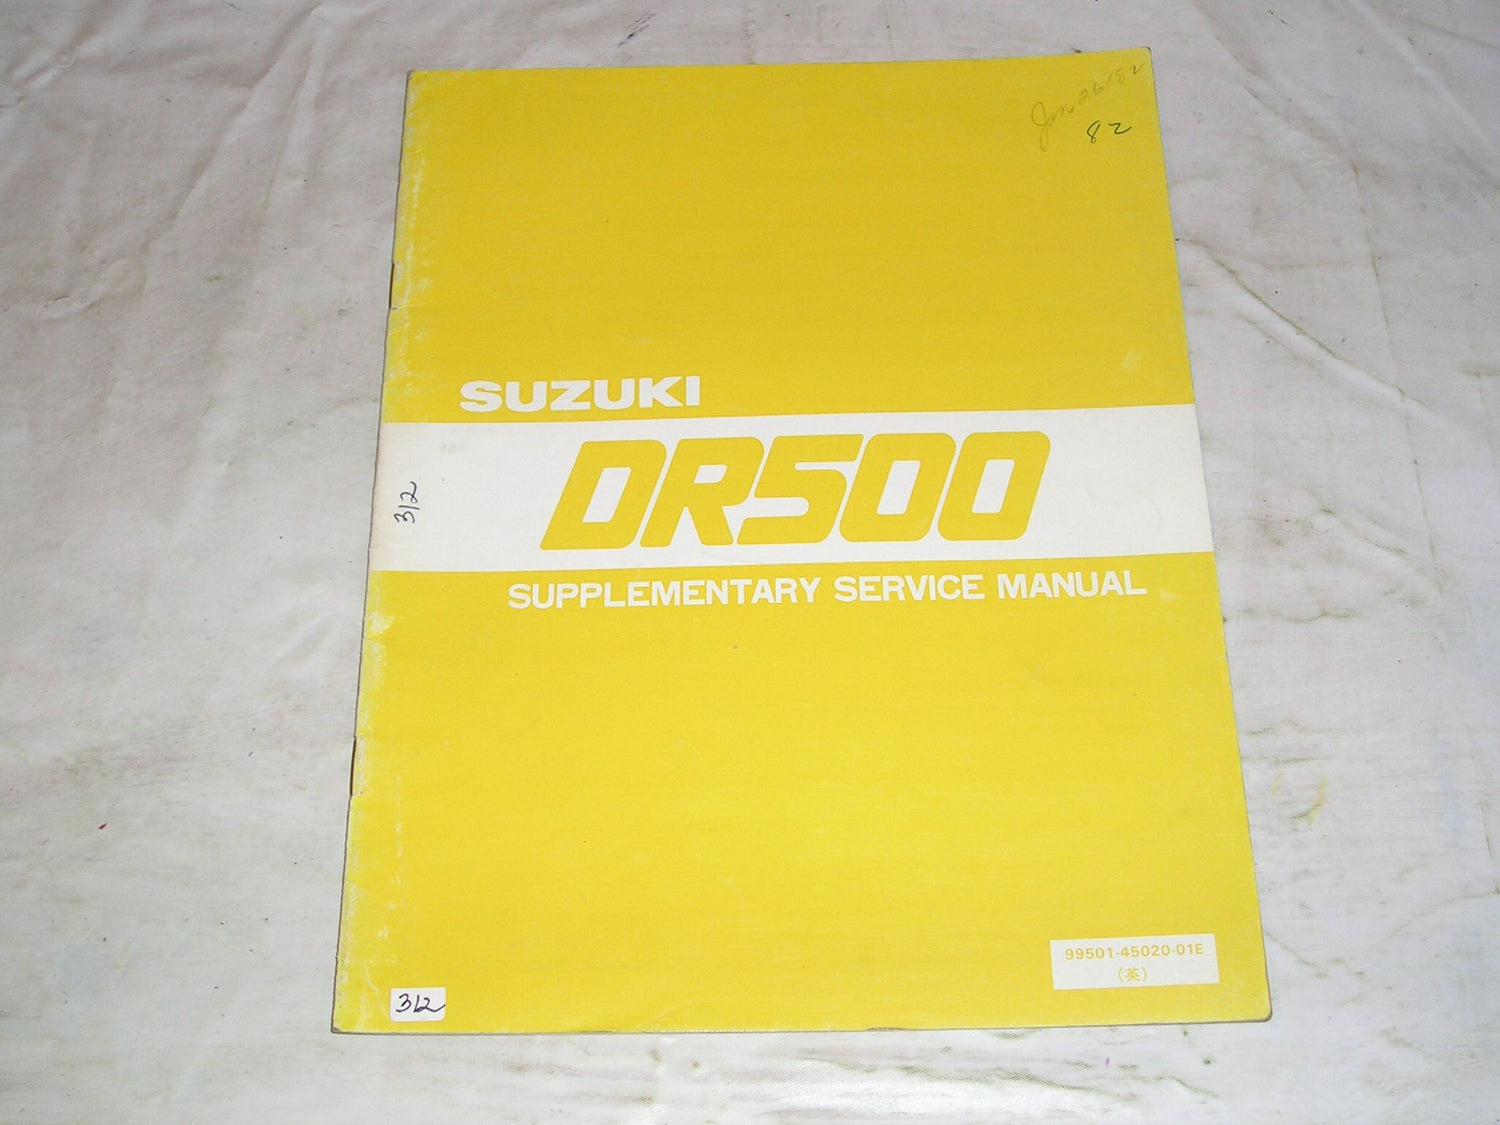 Jan 26/82
82
SUZUKI
DR500
312
SUPPLEMENTARY SERVICE MANUAL
99501-45020-01E
(英)
312